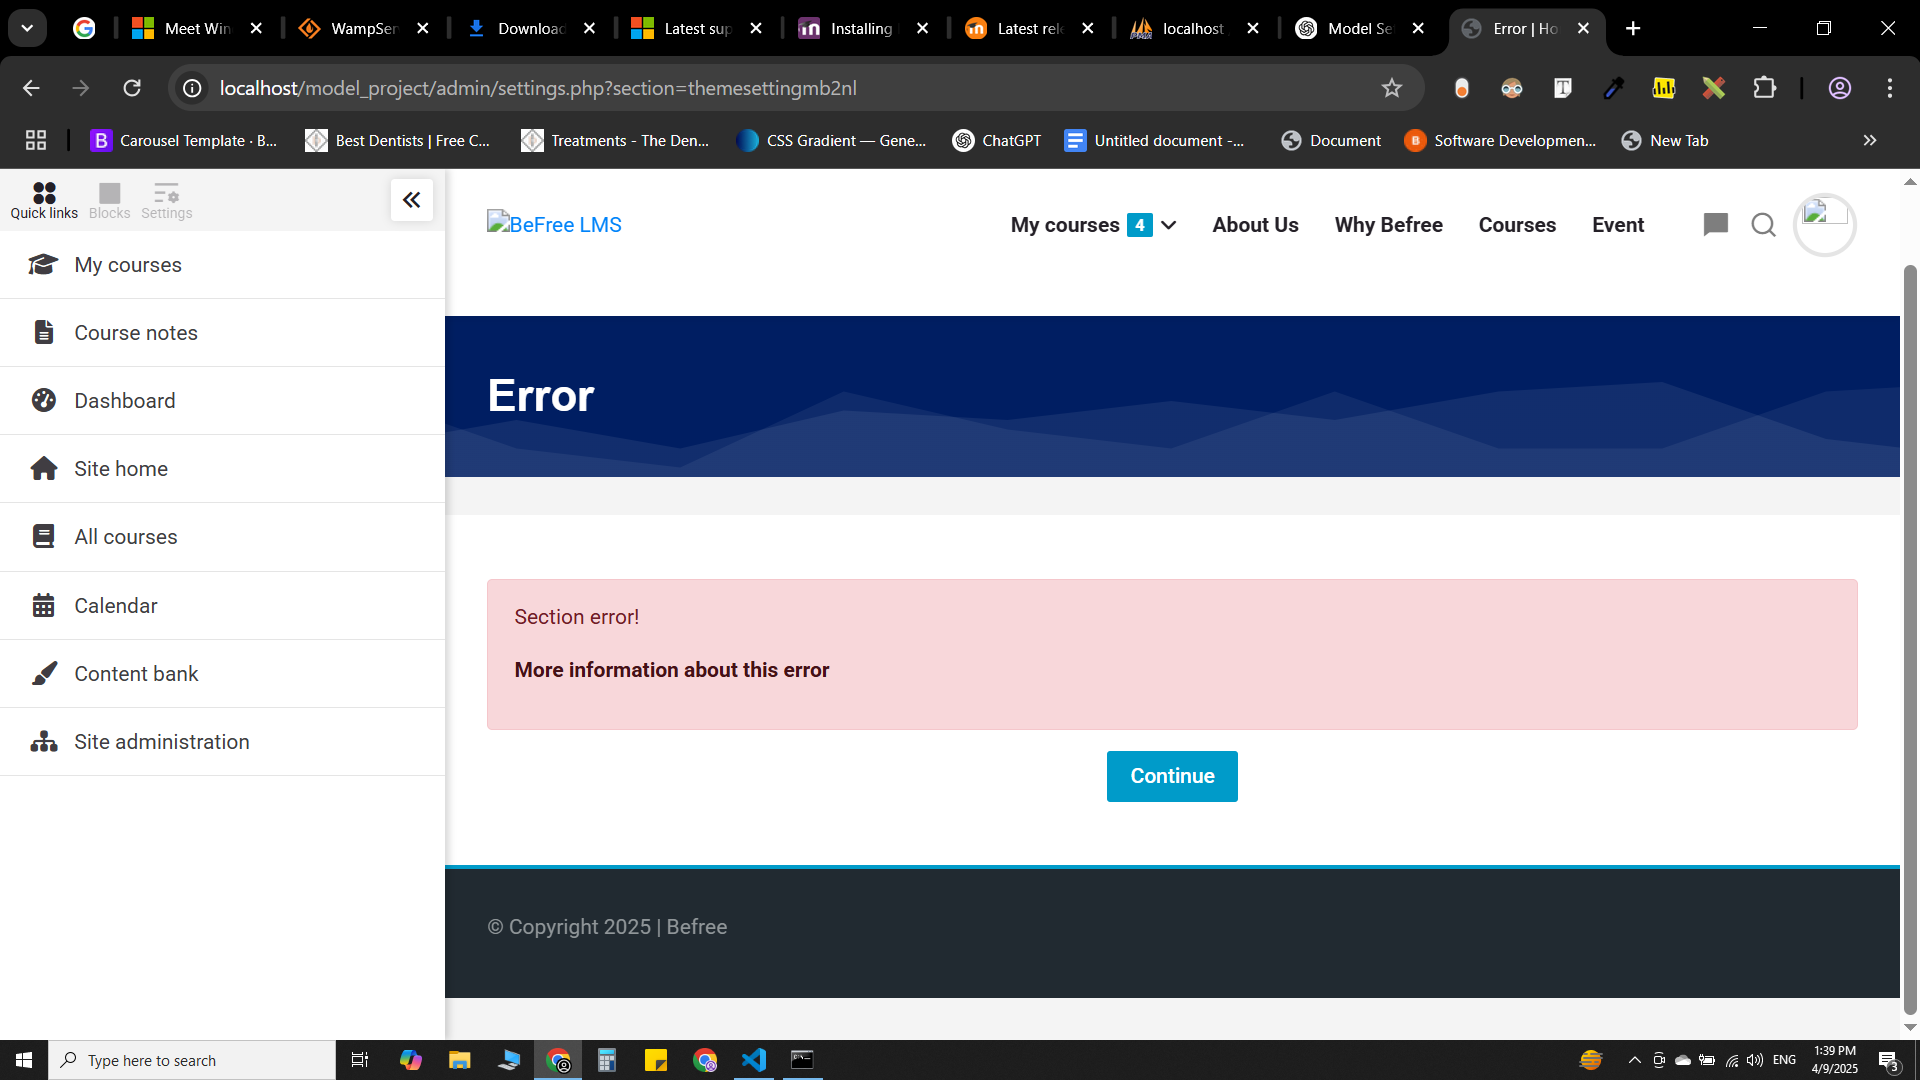 Meet Win
WampSer
Download
Latest sup
Installing
Latest rel
localhost
Model Se
Error | Ho
localhost/model_project/admin/settings.php?section=themesettingmb2nl
Carousel Template · B...
Best Dentists | Free C...
Treatments - The Den...
CSS Gradient — Gene...
ChatGPT
Untitled document -...
Document
Software Developmen...
New Tab
Quick links
Blocks
Settings
BeFree LMS
My courses 4
About Us
Why Befree
Courses
Event
My courses
Course notes
Dashboard
Site home
All courses
Calendar
Content bank
Site administration
Error
Section error!
More information about this error
Continue
© Copyright 2025 | Befree
Type here to search
ENG
1:39 PM
4/9/2025
3